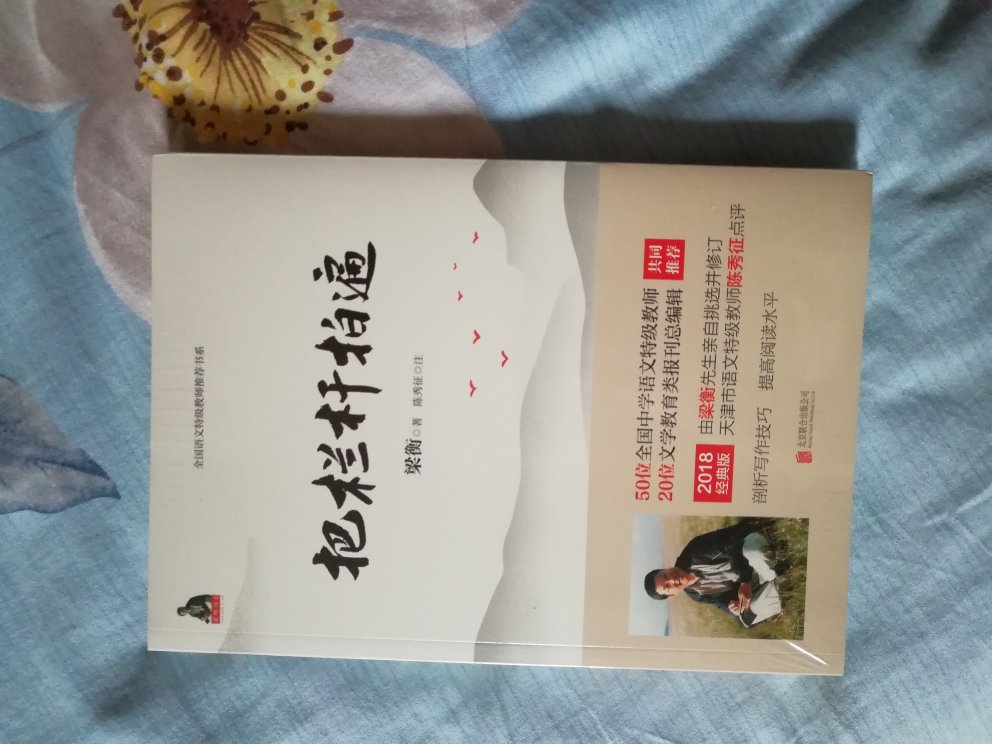 全国语文特级教师推荐书系
把栏杆拍遍
梁衡◎著 陈秀征◎注
50位全国中学语文特级教师
20位文学教育类报刊总编辑
共同
推荐
2018
经典版
由梁衡先生亲自挑选并修订
天津市语文特级教师陈秀征点评
剖析写作技巧 提高阅读水平
北京联合出版公司